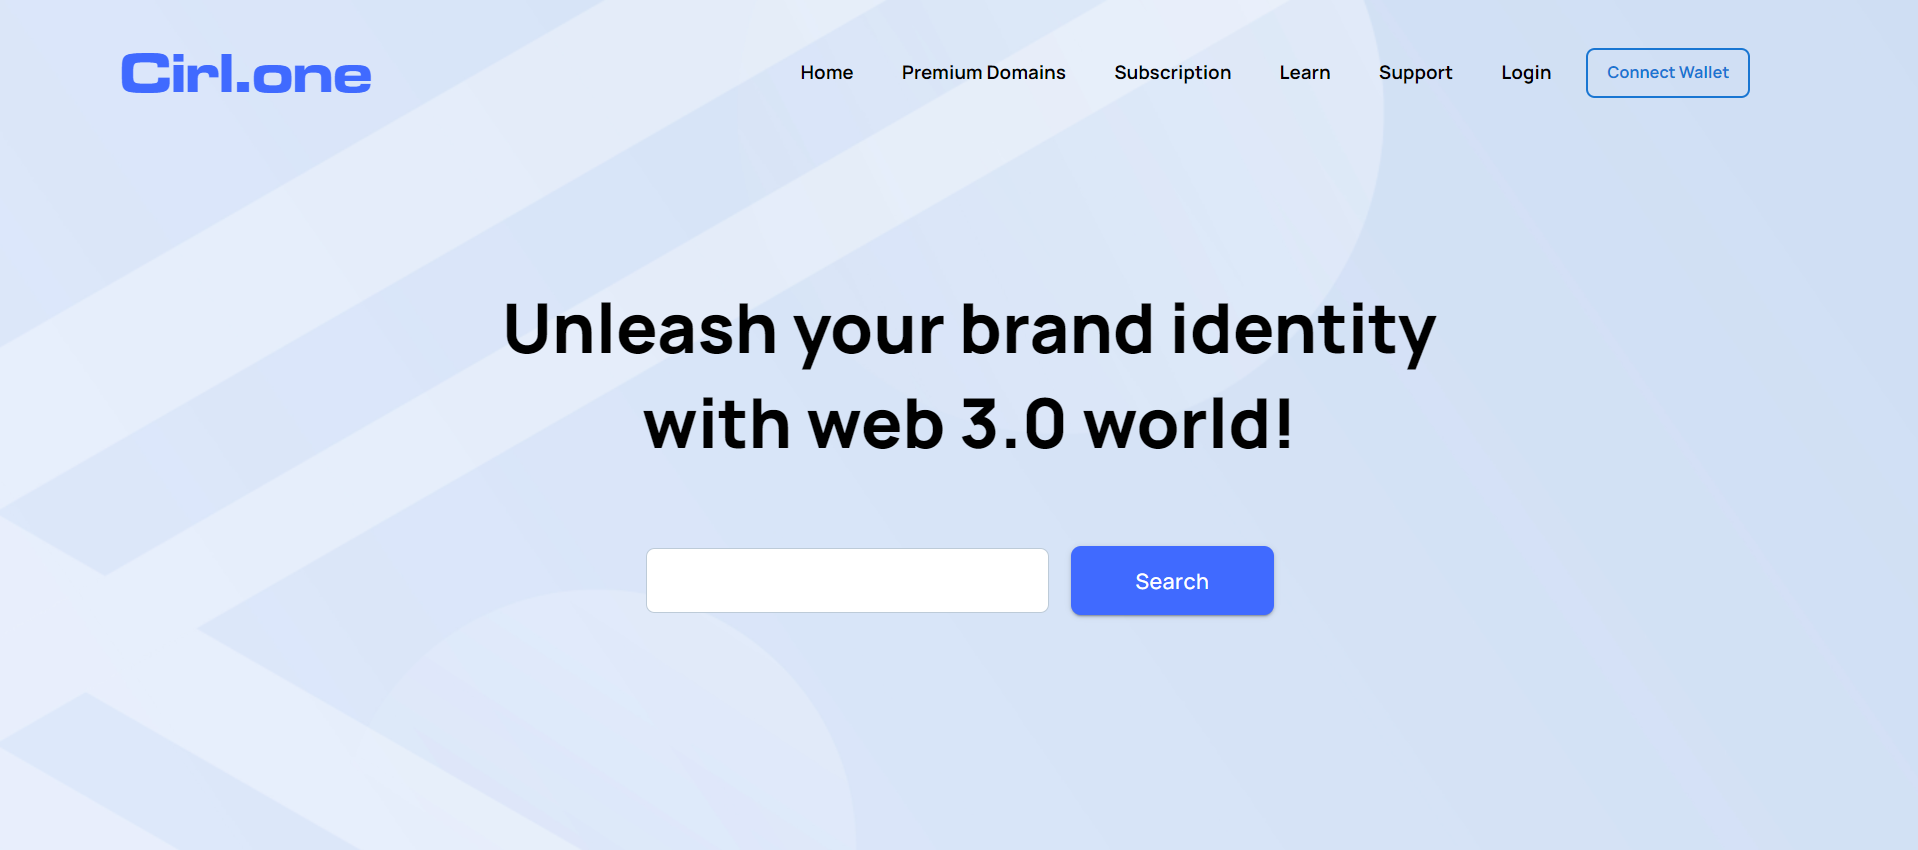 Cirl.one
Home Premium Domains Subscription Learn Support Login Connect Wallet
Unleash your brand identity
with web 3.0 world!
Search